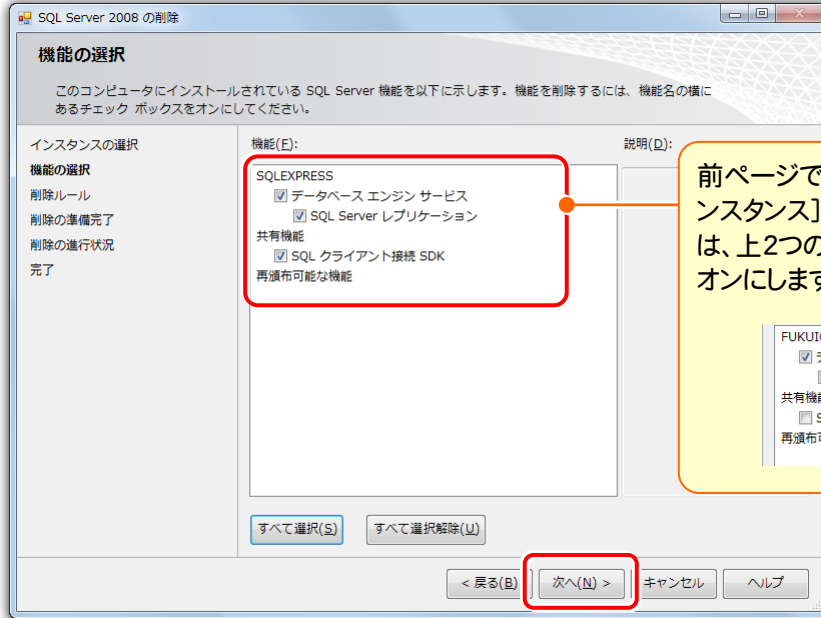 SQL Server 2008 の削除
機能の選択
このコンピュータにインストールされている SQL Server 機能を以下に示します。機能を削除するには、機能名の横に
あるチェック ボックスをオンにしてください。
インスタンスの選択
機能の選択
削除ルール
削除の準備完了
削除の進行状況
完了
機能(F):
SQLEXPRESS
データベース エンジン サービス
SQL Server レプリケーション
共有機能
SQL クライアント接続 SDK
再頒布可能な機能
説明(D):
前ページで
ンスタンス]
は、上2つの
オンにします
共有機能
再頒布可
すべて選択(S)
すべて選択解除(U)
< 戻る(B)
次へ(N) >
キャンセル
ヘルプ